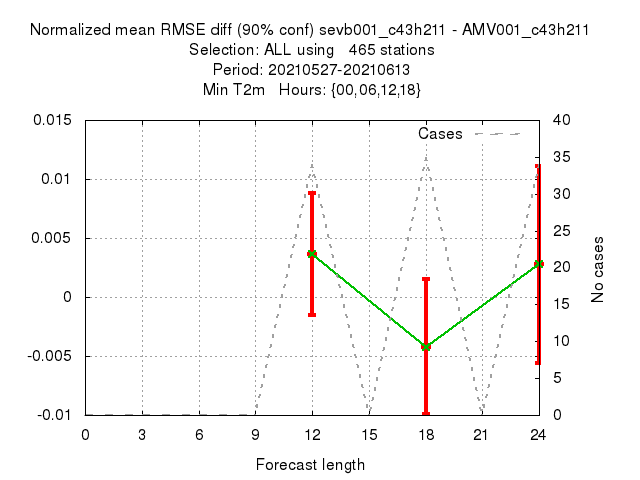 Normalized mean RMSE diff (90% conf) sevb001_c43h211 - AMV001_c43h211
Selection: ALL using   465 stations
Period: 20210527-20210613
Min T2m   Hours: {00,06,12,18}
Cases
0.015
0.01
0.005
0
-0.005
-0.01
40
35
30
25
20
15
10
5
0
No cases
0 3 6 9 12 15 18 21 24
Forecast length